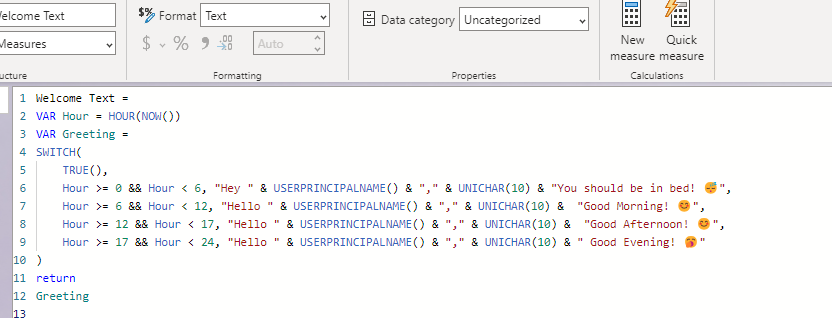 elcome Text
Format
Text
Data category
Uncategorized
Measures
$
%
Auto
New measure
Quick measure
ucture
Formatting
Properties
Calculations
1 Welcome Text =
2 VAR Hour = HOUR(NOW())
3 VAR Greeting =
4 SWITCH(
5 TRUE(),
6 Hour >= 0 && Hour < 6, "Hey " & USERPRINCIPALNAME() & "," & UNICHAR(10) & "You should be in bed! 😴",
7 Hour >= 6 && Hour < 12, "Hello " & USERPRINCIPALNAME() & "," & UNICHAR(10) &  "Good Morning! 😊",
8 Hour >= 12 && Hour < 17, "Hello " & USERPRINCIPALNAME() & "," & UNICHAR(10) &  "Good Afternoon! 😊",
9 Hour >= 17 && Hour < 24, "Hello " & USERPRINCIPALNAME() & "," & UNICHAR(10) & " Good Evening! 🥱"
10 )
11 return
12 Greeting
13